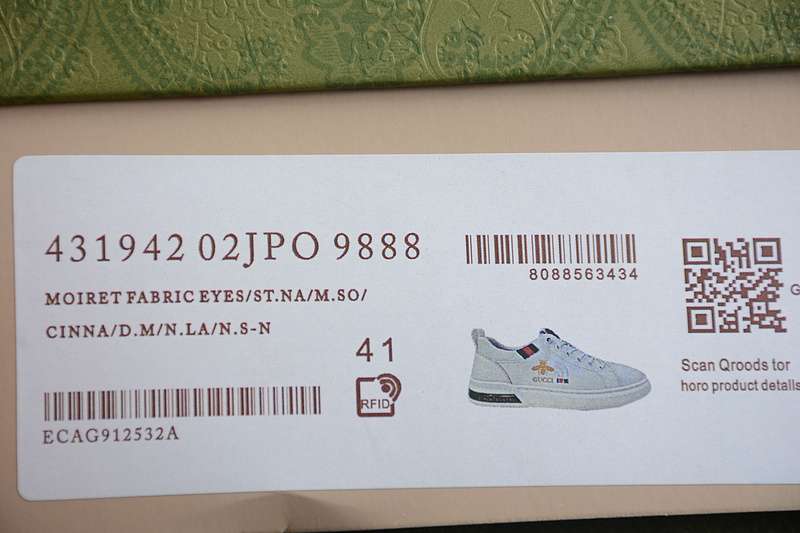 431942 02JPO 9888
MOIRET FABRIC EYES/ST.NA/M.SO/
CINNA/D.M/N.LA/N.S-N
41
RFID
ECAG912532A
8088563434
GUCCI
G
Scan Qroods tor
horo product details